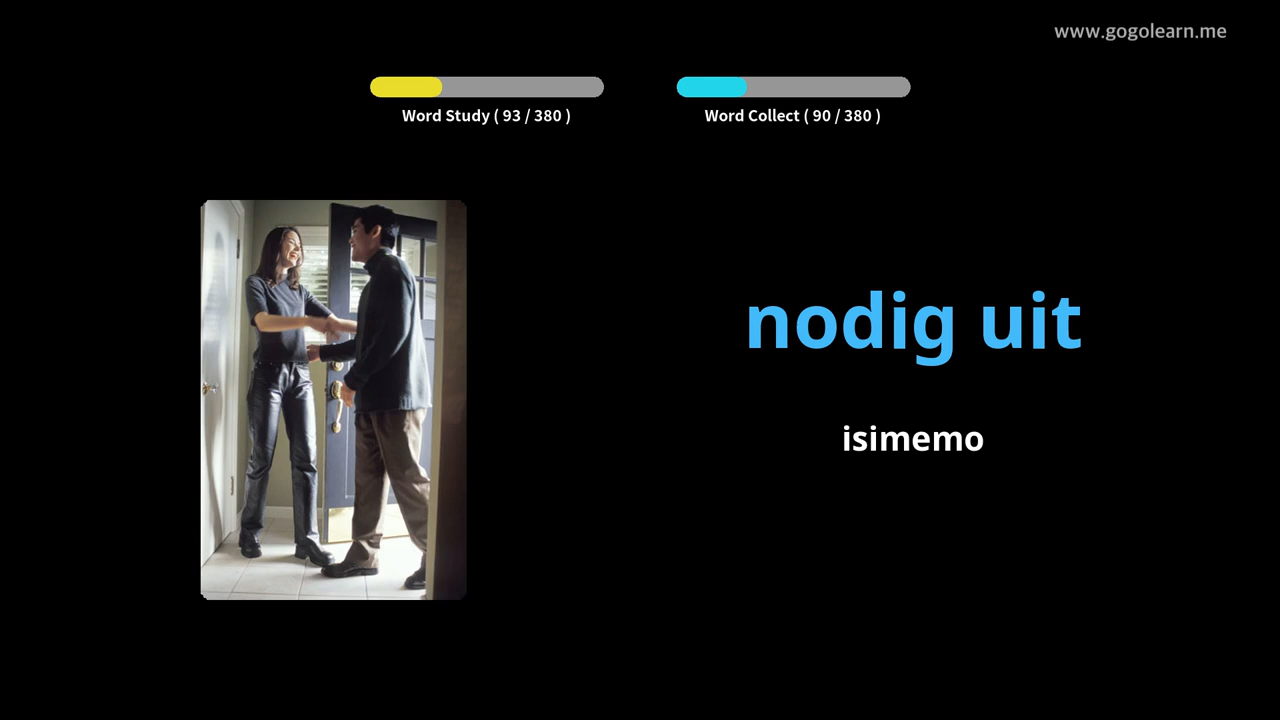 www.gogolearn.me
Word Study ( 93 / 380 )
Word Collect ( 90 / 380 )
nodig uit
isimemo